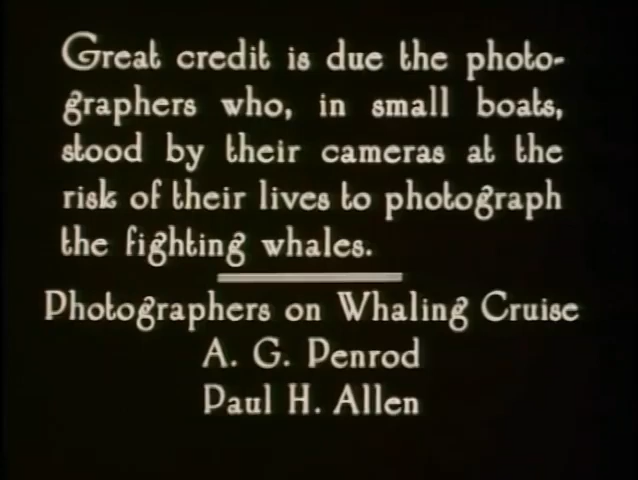 Great credit is due the photo-
graphers who, in small boats,
stood by their cameras at the
risk of their lives to photograph
the fighting whales.
Photographers on Whaling Cruise
A. G. Penrod
Paul H. Allen